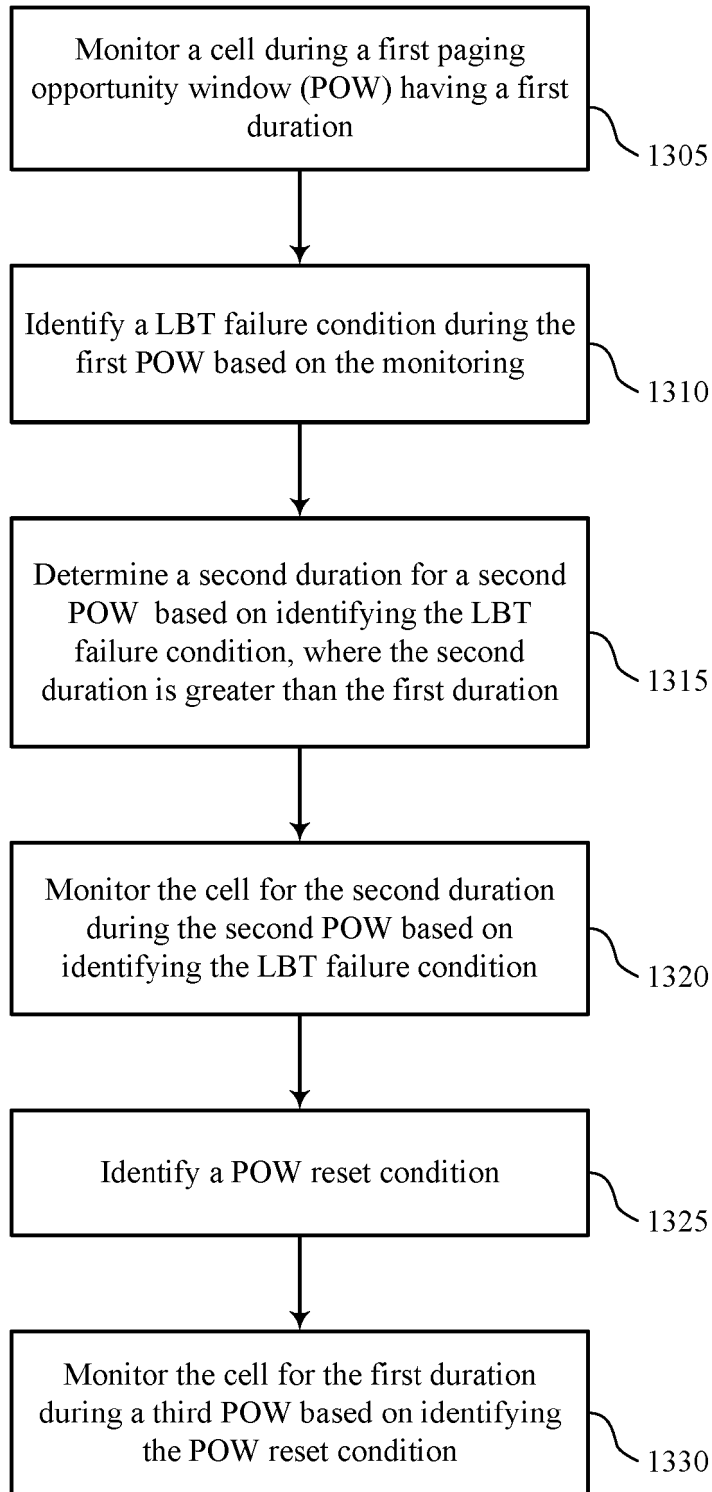 Monitor a cell during a first paging
opportunity window (POW) having a first
duration
1305
Identify a LBT failure condition during the
first POW based on the monitoring
1310
Determine a second duration for a second
POW based on identifying the LBT
failure condition, where the second
duration is greater than the first duration
1315
Monitor the cell for the second duration
during the second POW based on
identifying the LBT failure condition
1320
Identify a POW reset condition
1325
Monitor the cell for the first duration
during a third POW based on identifying
the POW reset condition
1330